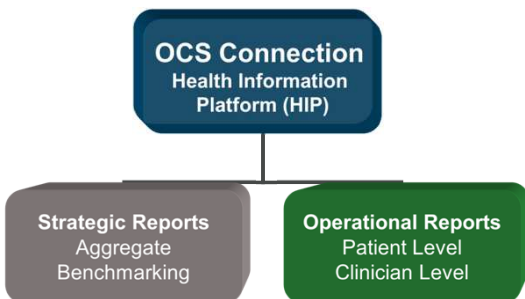 OCS Connection
Health Information
Platform (HIP)
Strategic Reports
Aggregate
Benchmarking
Operational Reports
Patient Level
Clinician Level